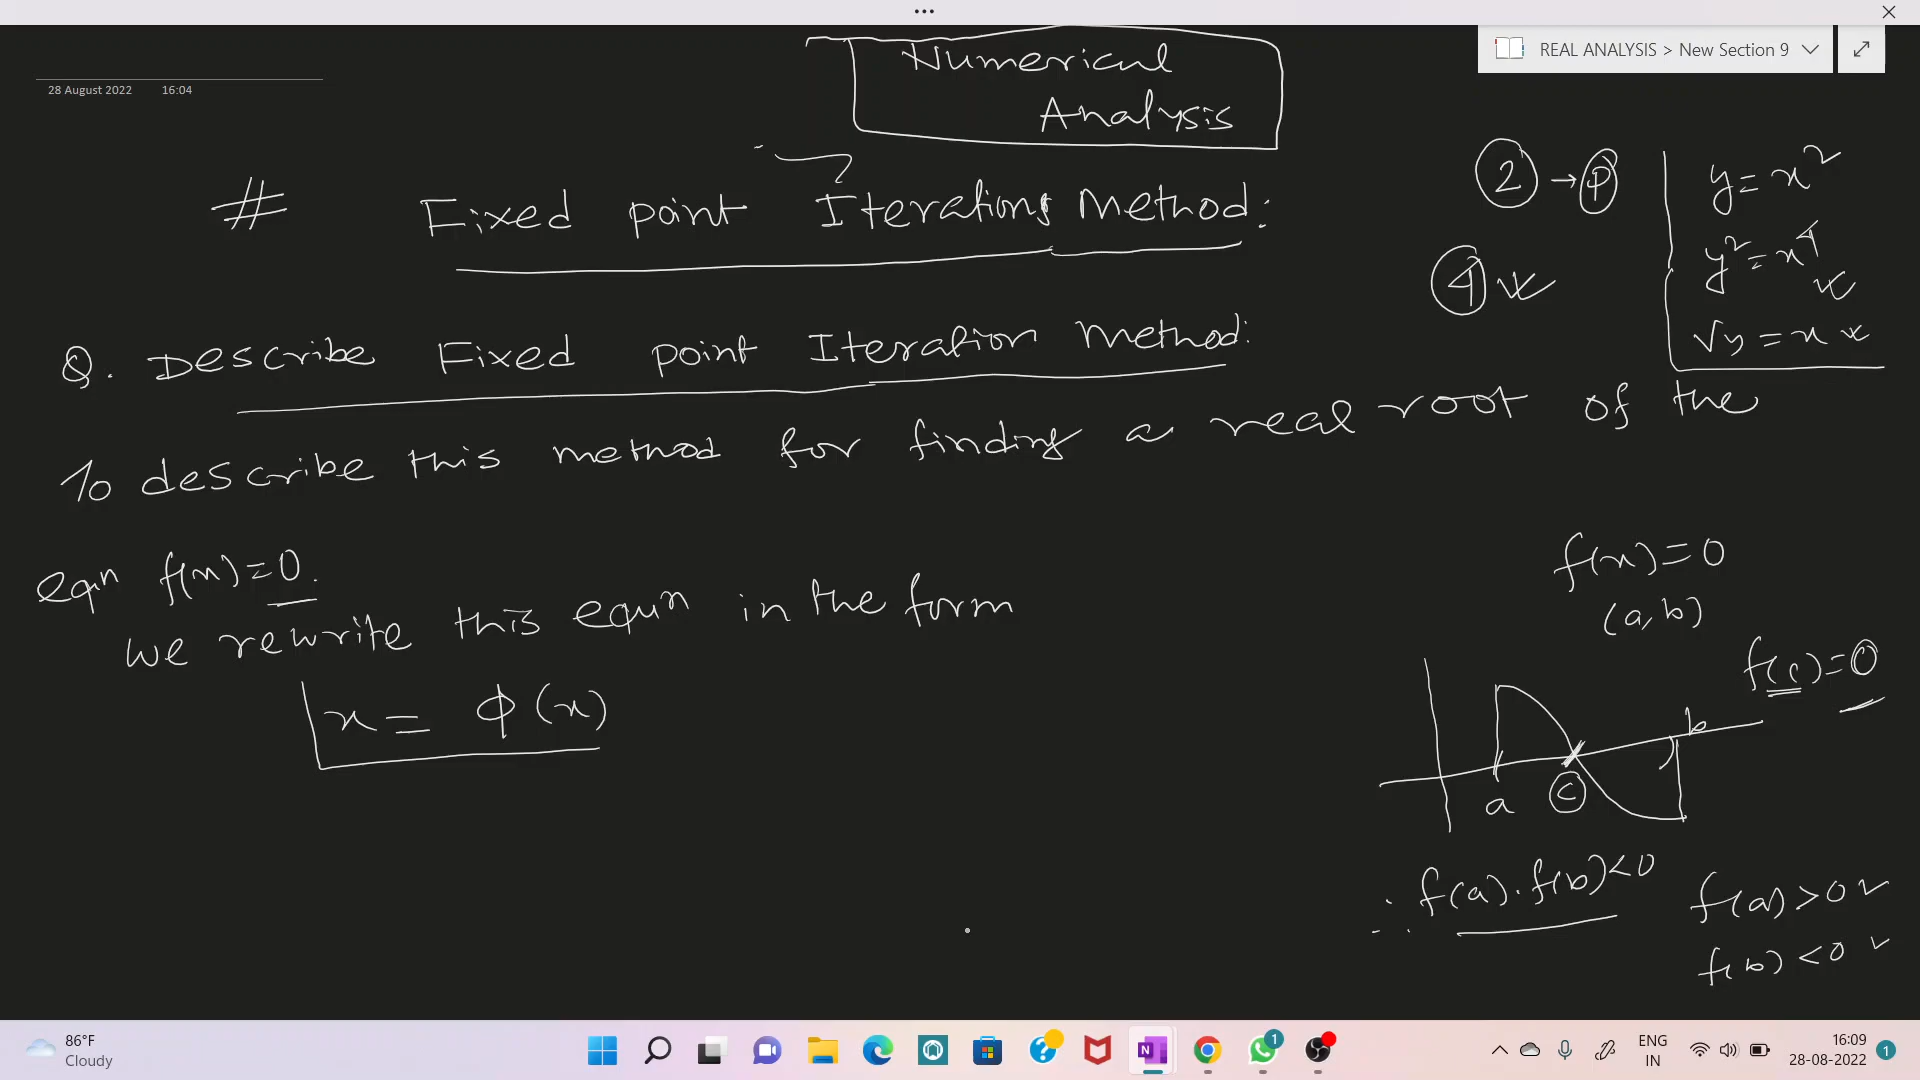 REAL ANALYSIS > New Section 9
28 August 2022 16:04
Numerical
Analysis
# Fixed point Iterations Method:
Q. Describe Fixed point Iteration Method:
To describe this method for finding a real root of the
eqn f(x)=0.
we rewrite this equn in the form
x = φ(x)
2 → P
4
y = x²
y² = x⁴
√y = x
f(x)=0
(a,b)
f(c)=0
b
a
c
∴ f(a).f(b)<0
f(a)>0
f(b)<0
86°F
Cloudy
1
ENG
IN
16:09
28-08-2022
1